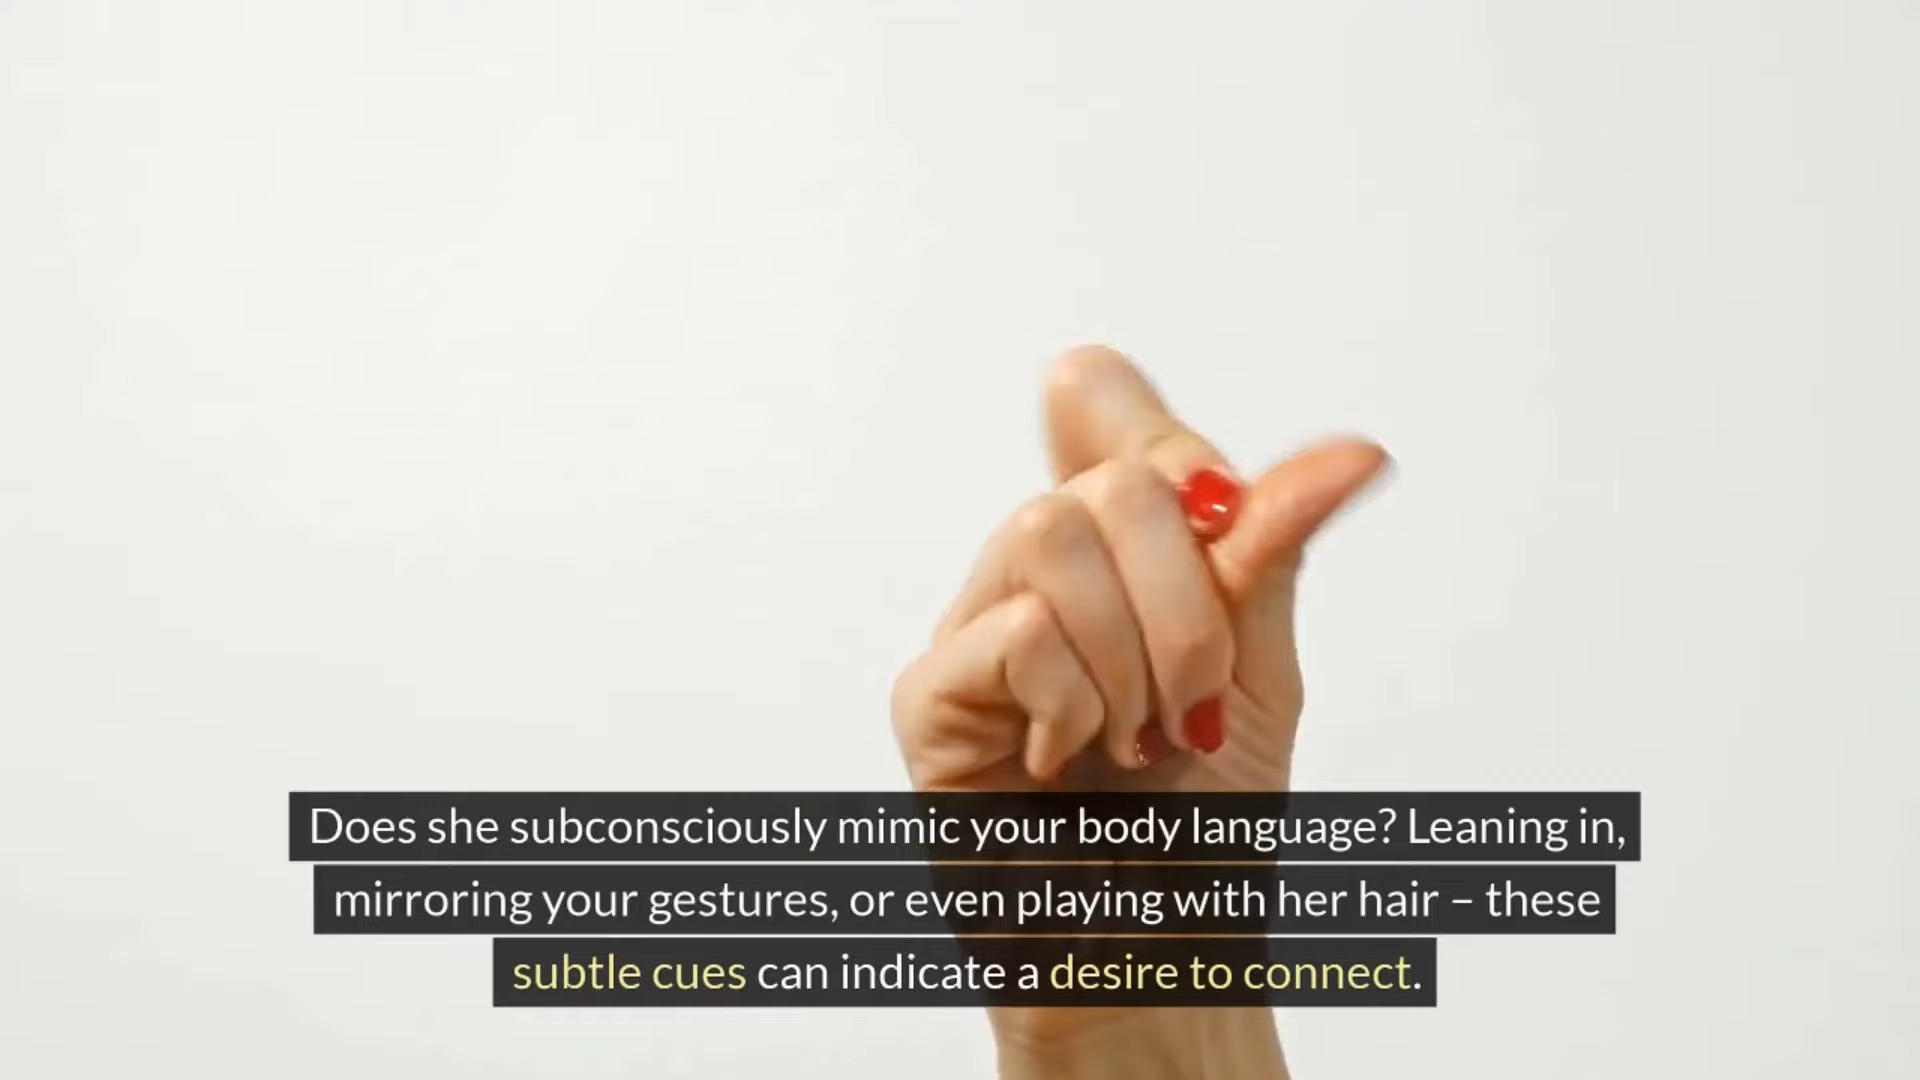 Does she subconsciously mimic your body language? Leaning in,
mirroring your gestures, or even playing with her hair – these
subtle cues can indicate a desire to connect.